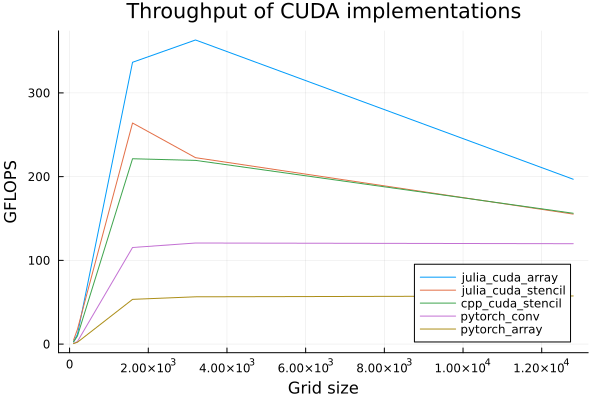 Throughput of CUDA implementations
GFLOPS
300
200
100
0
julia_cuda_array
julia_cuda_stencil
cpp_cuda_stencil
pytorch_conv
pytorch_array
0 2.00×10³ 4.00×10³ 6.00×10³ 8.00×10³ 1.00×10⁴ 1.20×10⁴
Grid size